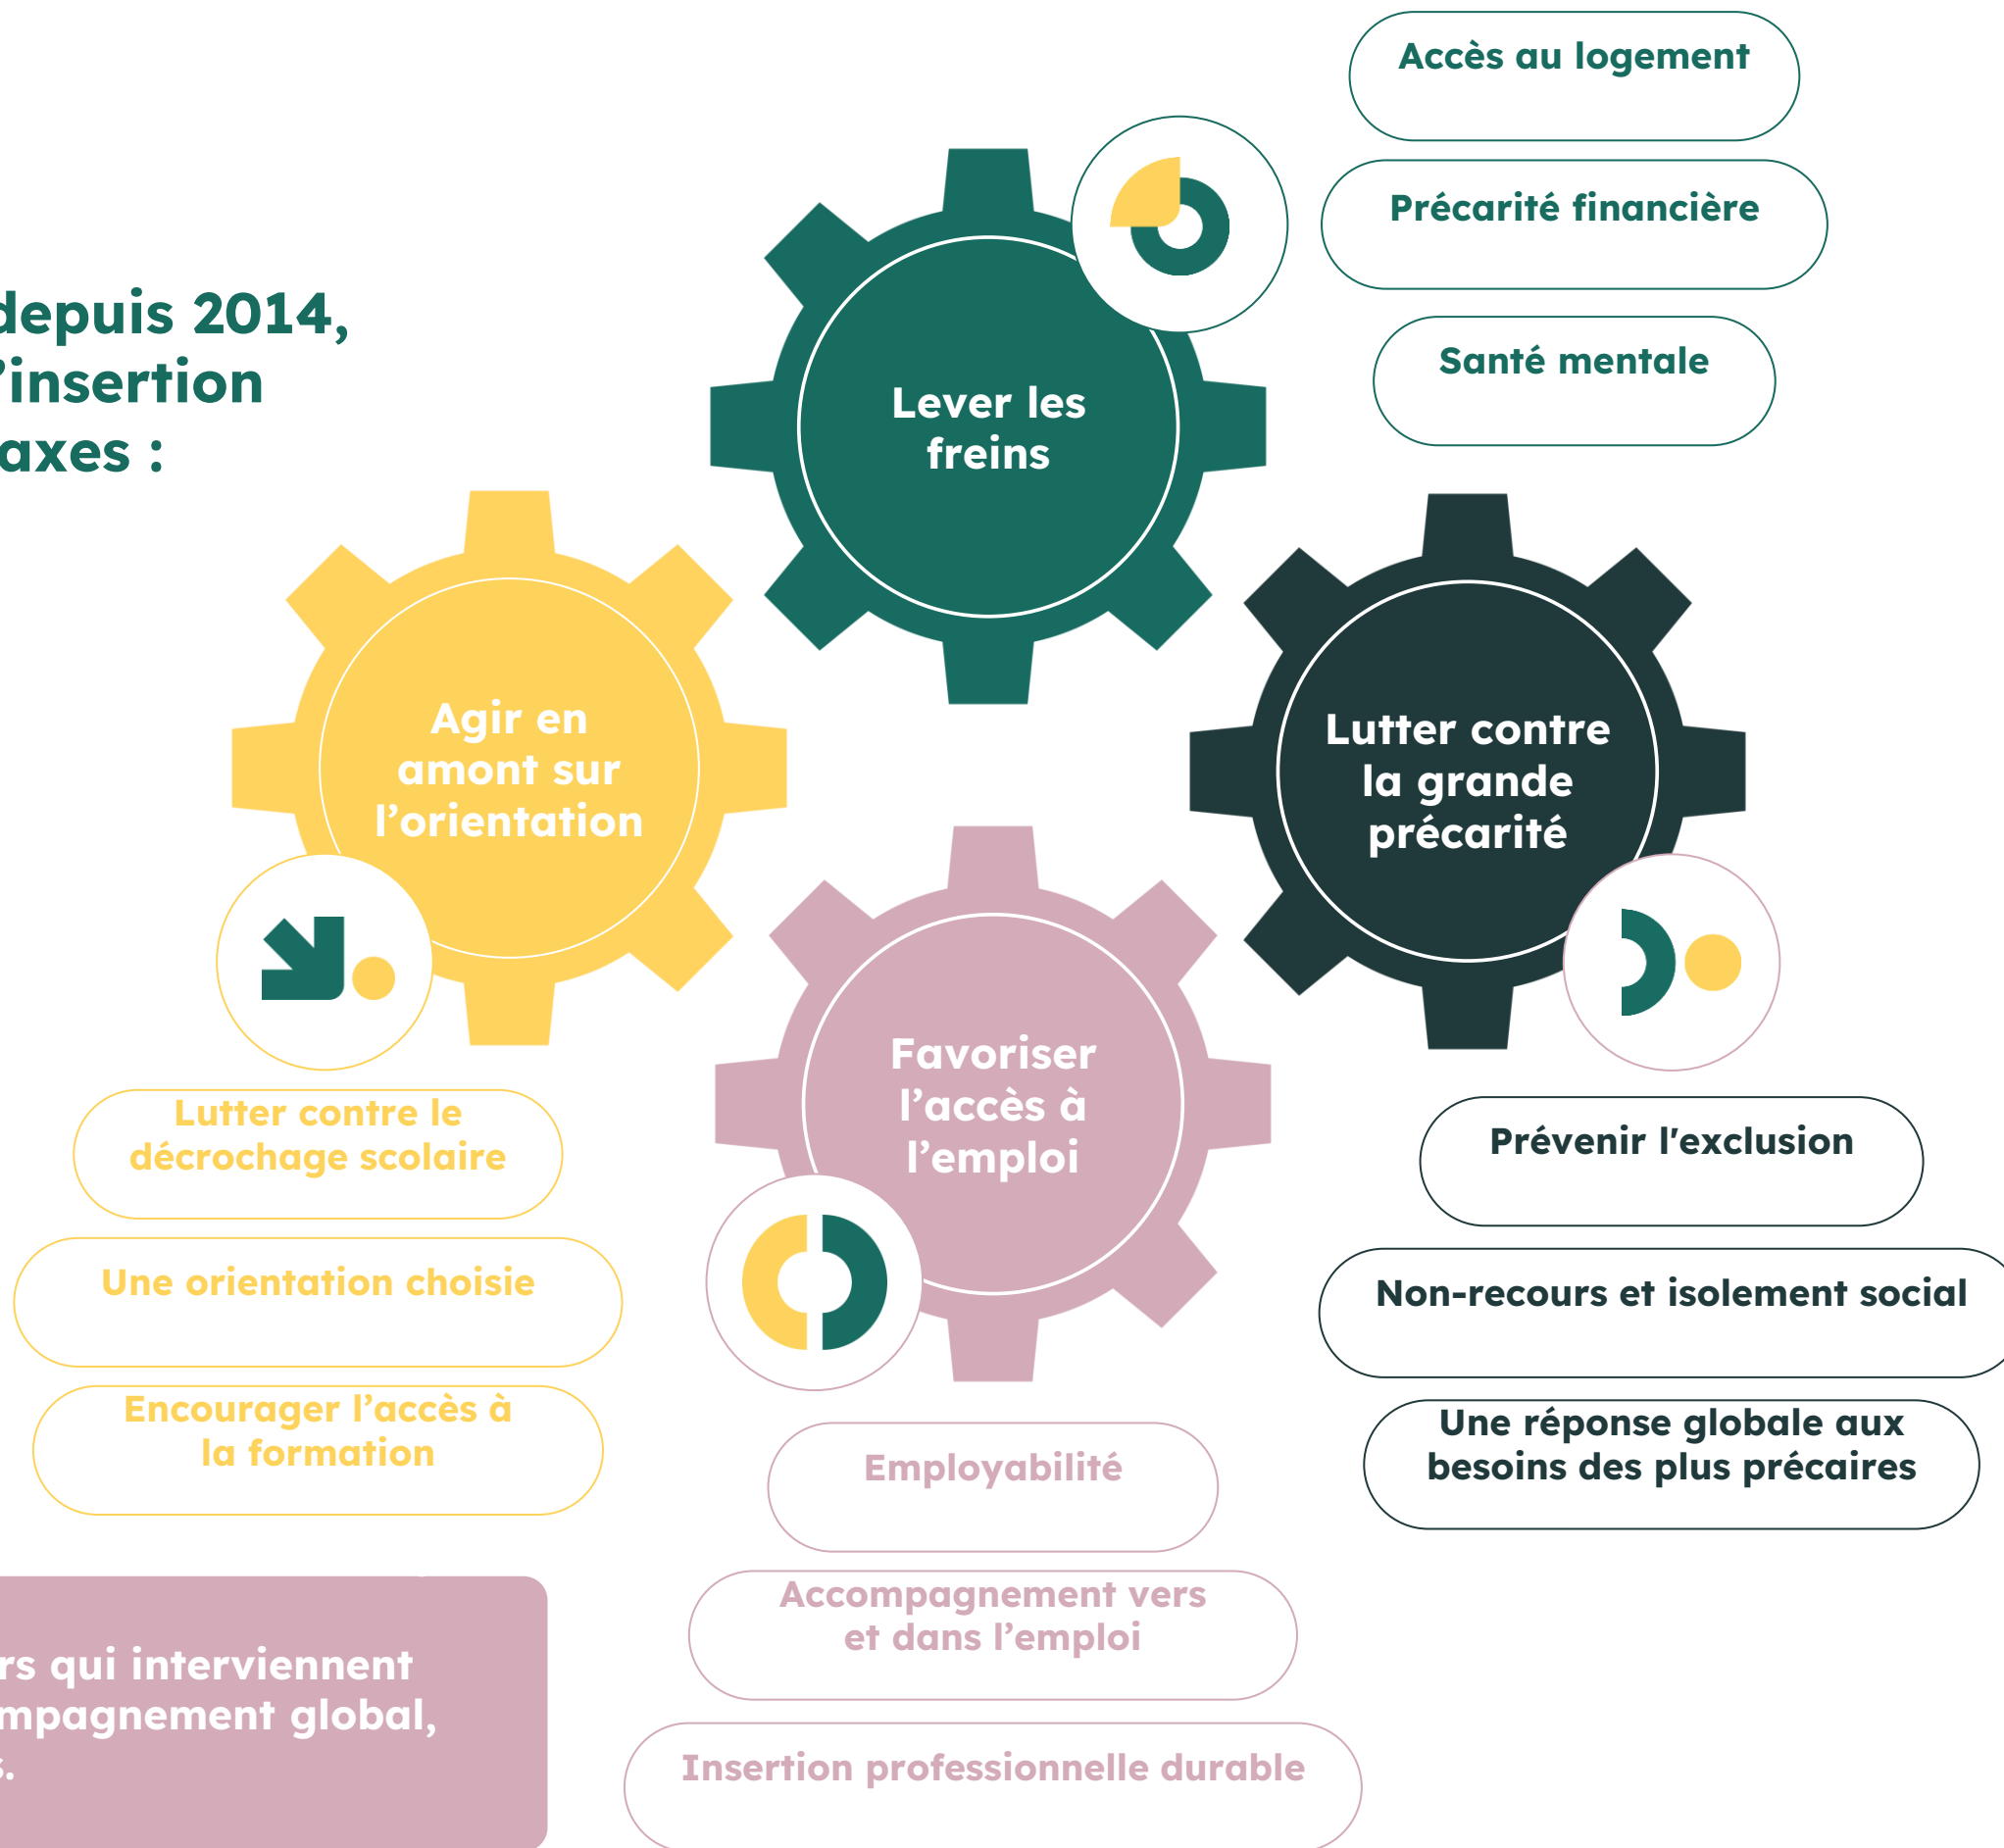 depuis 2014,
l'insertion
axes :
Lever les
freins
Accès au logement
Précarité financière
Santé mentale
Agir en
amont sur
l’orientation
Lutter contre le
décrochage scolaire
Une orientation choisie
Encourager l’accès à
la formation
Lutter contre
la grande
précarité
Prévenir l'exclusion
Non-recours et isolement social
Une réponse globale aux
besoins des plus précaires
Favoriser
l’accès à
l’emploi
Employabilité
Accompagnement vers
et dans l’emploi
Insertion professionnelle durable
rs qui interviennent
mpagnement global,
s.